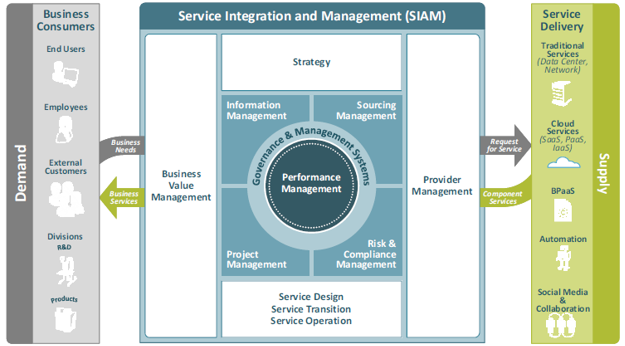 Demand
Business
Consumers
End Users
Employees
External
Customers
Divisions
R&D
Products
Business
Needs
Business
Services
Service Integration and Management (SIAM)
Business
Value
Management
Strategy
Information
Management
Sourcing
Management
Governance & Management Systems
Performance
Management
Project
Management
Risk &
Compliance
Management
Service Design
Service Transition
Service Operation
Provider
Management
Request
for Service
Component
Services
Service
Delivery
Traditional
Services
(Data Center,
Network)
Cloud
Services
(SaaS, PaaS,
IaaS)
BPaaS
Automation
Social Media
&
Collaboration
Supply